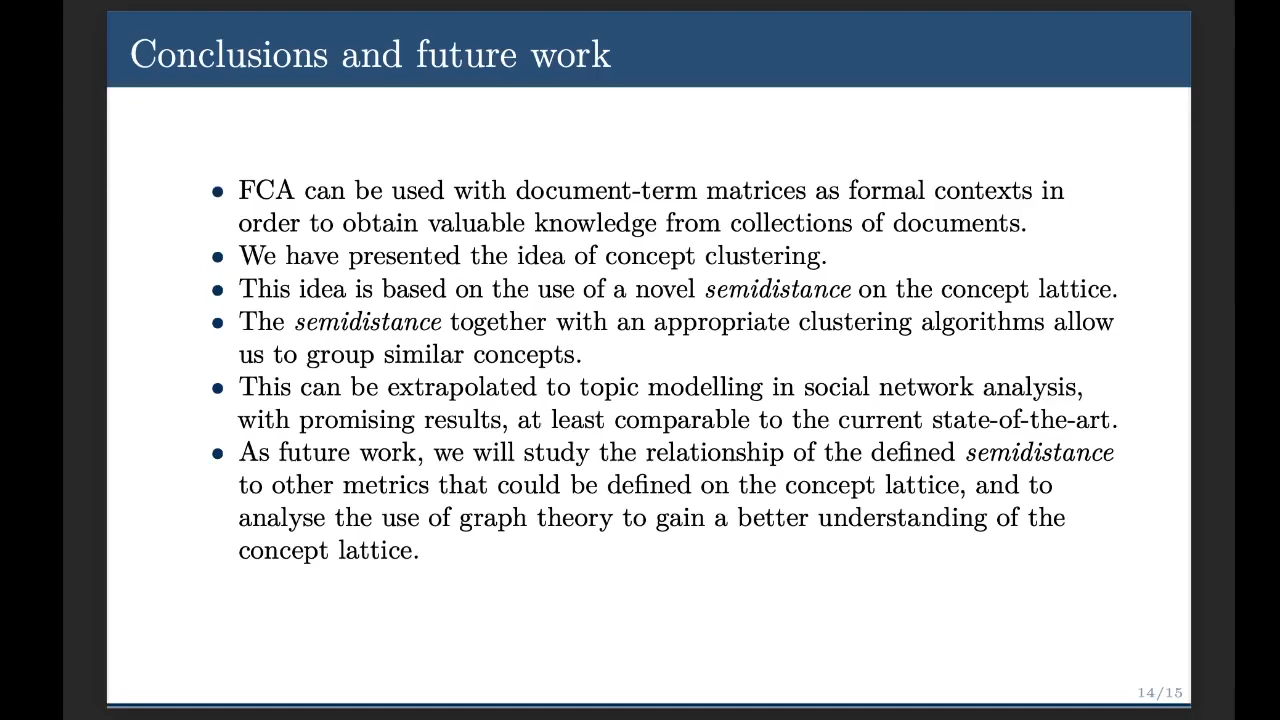 Conclusions and future work
• FCA can be used with document-term matrices as formal contexts in
order to obtain valuable knowledge from collections of documents.
• We have presented the idea of concept clustering.
• This idea is based on the use of a novel semidistance on the concept lattice.
• The semidistance together with an appropriate clustering algorithms allow
us to group similar concepts.
• This can be extrapolated to topic modelling in social network analysis,
with promising results, at least comparable to the current state-of-the-art.
• As future work, we will study the relationship of the defined semidistance
to other metrics that could be defined on the concept lattice, and to
analyse the use of graph theory to gain a better understanding of the
concept lattice.
14/15